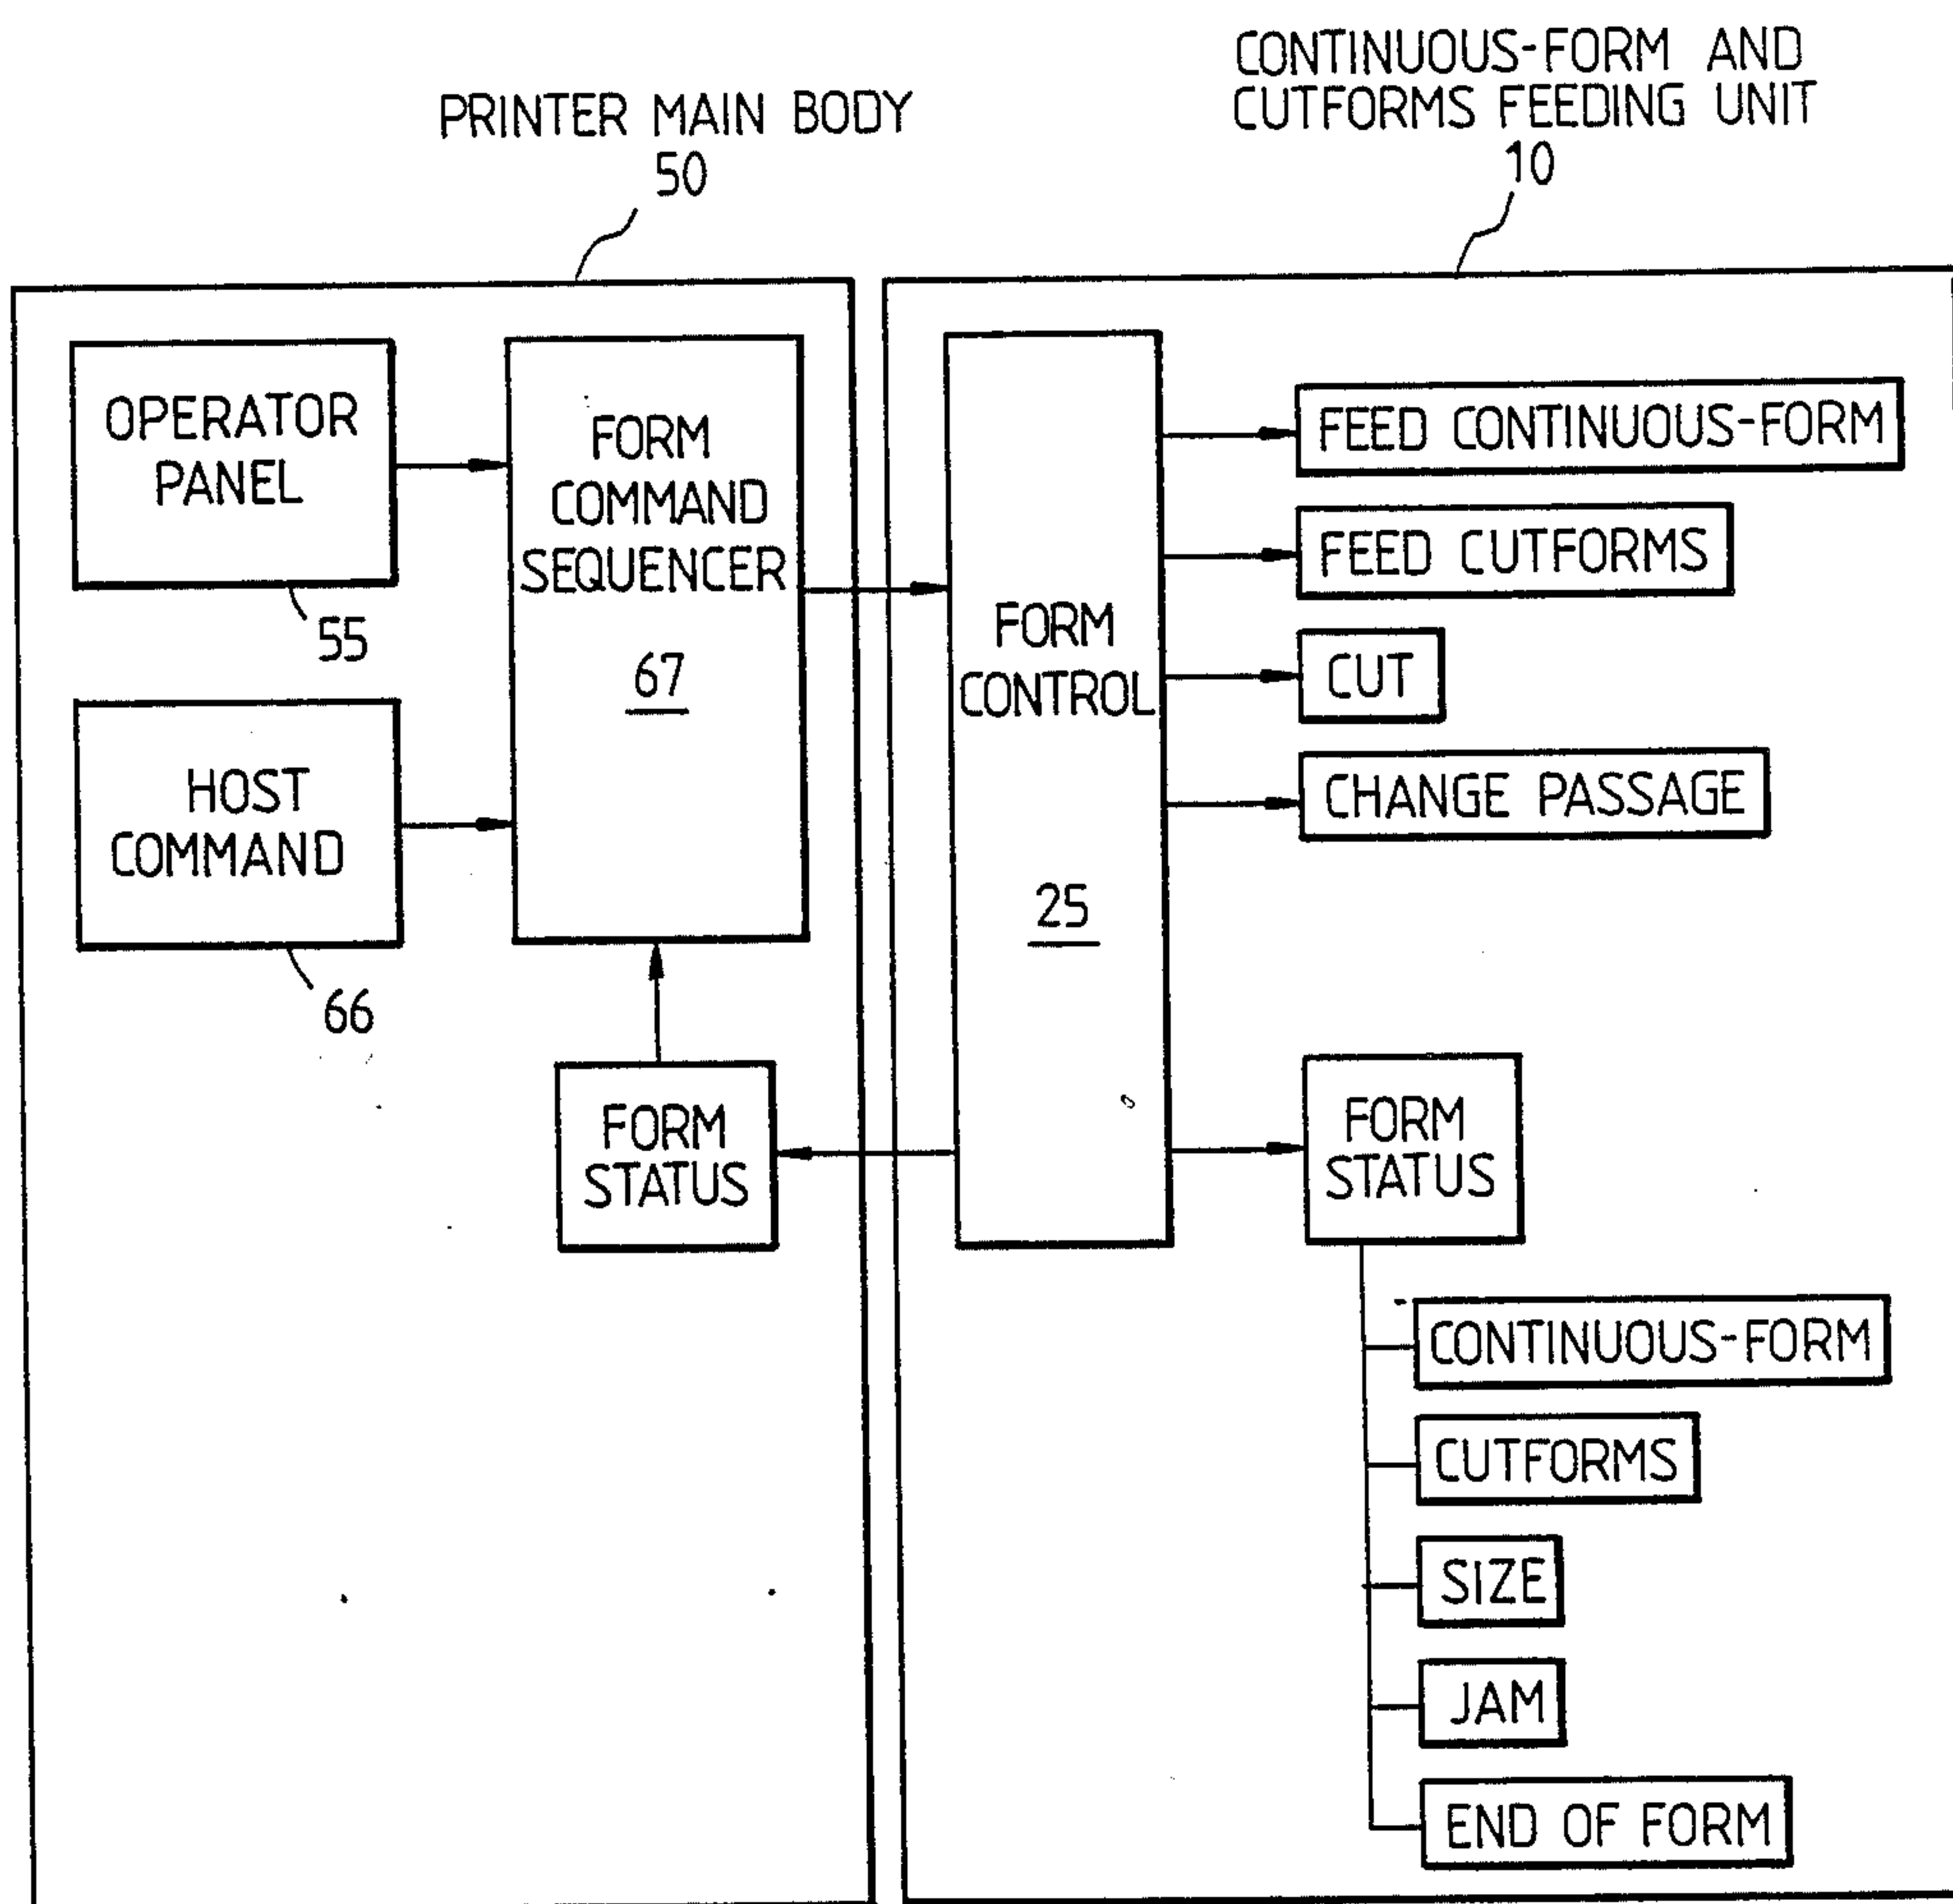 PRINTER MAIN BODY
50
CONTINUOUS-FORM AND
CUTFORMS FEEDING UNIT
10
OPERATOR
PANEL
55
HOST
COMMAND
66
FORM
COMMAND
SEQUENCER
67
FORM
STATUS
FORM
CONTROL
25
FEED CONTINUOUS-FORM
FEED CUTFORMS
CUT
CHANGE PASSAGE
FORM
STATUS
CONTINUOUS-FORM
CUTFORMS
SIZE
JAM
END OF FORM